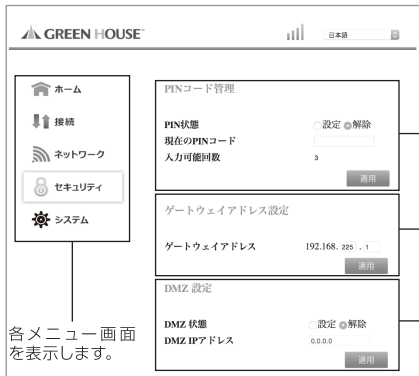 GREEN HOUSE™
日本語
ホーム
接続
ネットワーク
セキュリティ
システム
各メニュー画面
を表示します。
PINコード管理
PIN状態 設定 解除
現在のPINコード
入力可能回数 3
適用
ゲートウェイアドレス設定
ゲートウェイアドレス 192.168. 225 . 1
適用
DMZ 設定
DMZ 状態 設定 解除
DMZ IPアドレス 0.0.0.0
適用